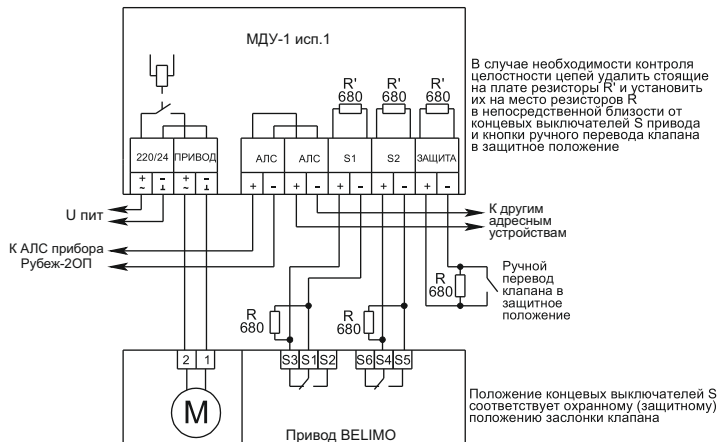 МДУ-1 исп.1
R' R' R'
680 680 680
В случае необходимости контроля
целостности цепей удалить стоящие
на плате резисторы R' и установить
их на место резисторов R
в непосредственной близости от
концевых выключателей S привода
и кнопки ручного перевода клапана
в защитное положение
220/24 ПРИВОД АЛС АЛС S1 S2 ЗАЩИТА
+ - + - + - + - + - + - + -
~ ⊥ ~ ⊥
U пит
К другим
адресным
устройствам
К АЛС прибора
Рубеж-2ОП
Ручной
перевод
клапана в
защитное
положение
R
680
R
680
R
680
2 1 S3 S1 S2 S6 S4 S5
M
Привод BELIMO
Положение концевых выключателей S
соответствует охранному (защитному)
положению заслонки клапана